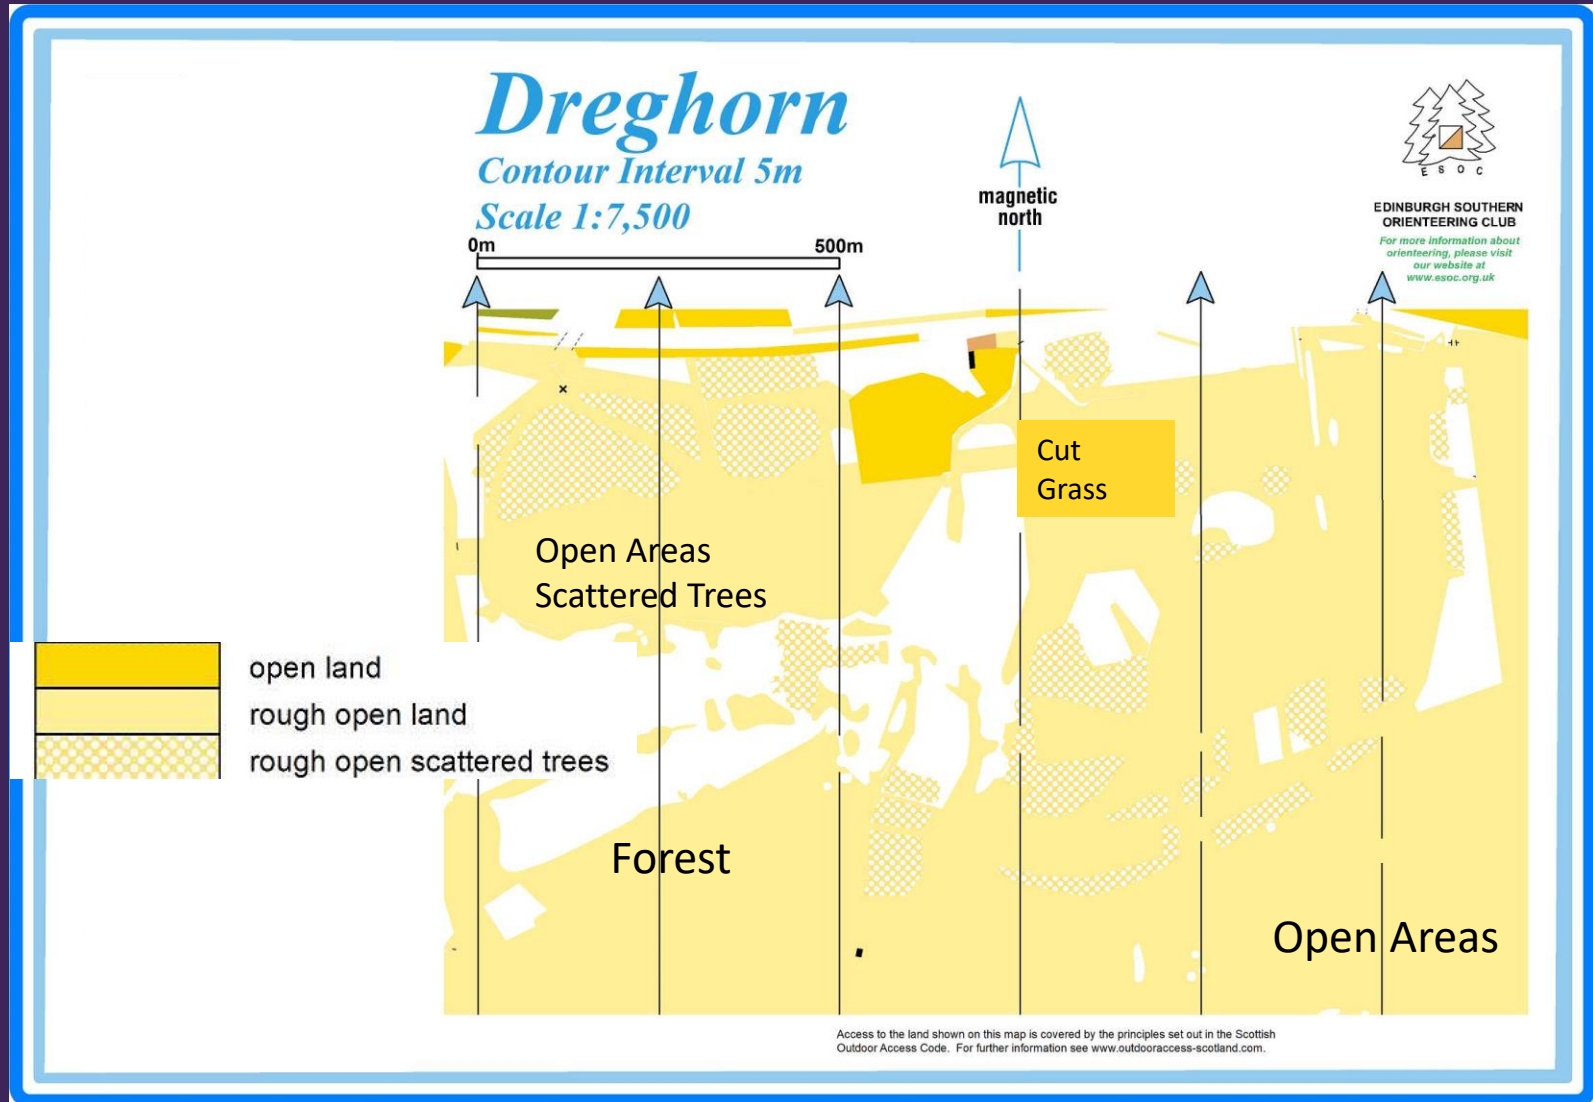 Dreghorn
Contour Interval 5m
Scale 1:7,500
0m
500m
magnetic
north
E S O C
EDINBURGH SOUTHERN
ORIENTEERING CLUB
For more information about
orienteering, please visit
our website at
www.esoc.org.uk
Cut
Grass
Open Areas
Scattered Trees
open land
rough open land
rough open scattered trees
Forest
Open Areas
Access to the land shown on this map is covered by the principles set out in the Scottish
Outdoor Access Code.  For further information see www.outdooraccess-scotland.com.